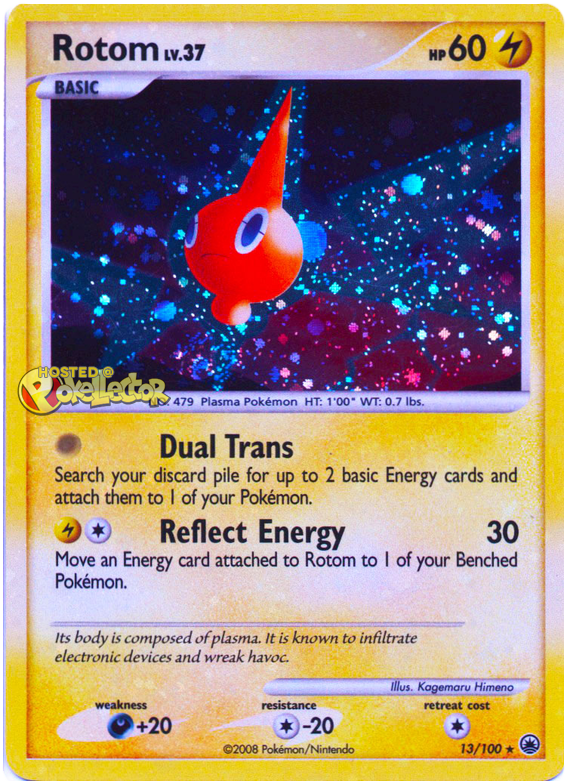 Rotom LV.37
HP 60
BASIC
HOSTED @
POKELLECTOR
479 Plasma Pokémon HT: 1'00" WT: 0.7 lbs.
Dual Trans
Search your discard pile for up to 2 basic Energy cards and
attach them to 1 of your Pokémon.
Reflect Energy 30
Move an Energy card attached to Rotom to 1 of your Benched
Pokémon.
Its body is composed of plasma. It is known to infiltrate
electronic devices and wreak havoc.
Illus. Kagemaru Himeno
weakness resistance retreat cost
+20 -20
©2008 Pokémon/Nintendo 13/100 ★